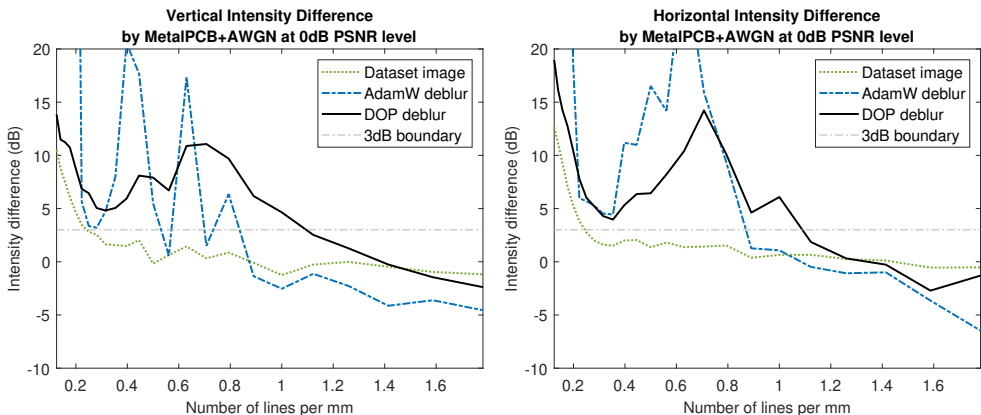 Vertical Intensity Difference
by MetalPCB+AWGN at 0dB PSNR level
20
15
10
5
0
-5
-10
Intensity difference (dB)
Dataset image
AdamW deblur
DOP deblur
3dB boundary
0.2 0.4 0.6 0.8 1 1.2 1.4 1.6
Number of lines per mm
Horizontal Intensity Difference
by MetalPCB+AWGN at 0dB PSNR level
20
15
10
5
0
-5
-10
Intensity difference (dB)
Dataset image
AdamW deblur
DOP deblur
3dB boundary
0.2 0.4 0.6 0.8 1 1.2 1.4 1.6
Number of lines per mm